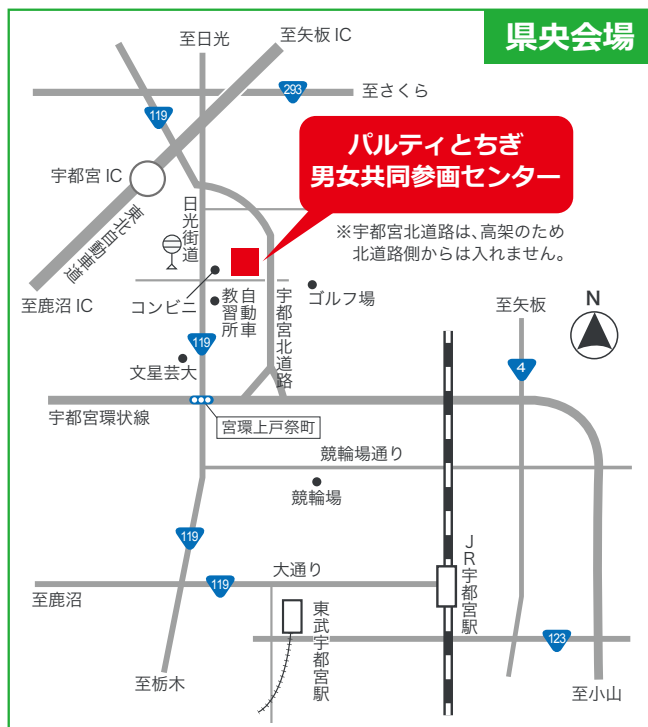 県央会場
至日光
至矢板 IC
293
至さくら
119
パルティとちぎ
男女共同参画センター
宇都宮 IC
東北自動車道
日光街道
※宇都宮北道路は、高架のため
北道路側からは入れません。
至鹿沼 IC
コンビニ
自動車
教習所
宇都宮北道路
ゴルフ場
至矢板
N
119
4
文星芸大
宇都宮環状線
宮環上戸祭町
競輪場通り
競輪場
119
JR宇都宮駅
大通り
119
至鹿沼
東武宇都宮駅
123
至栃木
至小山